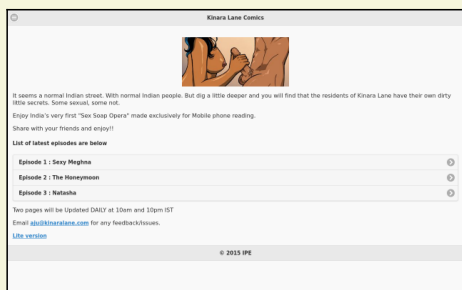 Kinara Lane Comics
It seems a normal Indian street. With normal Indian people. But dig a little deeper and you will find that the residents of Kinara Lane have their own dirty
little secrets. Some sexual, some not.
Enjoy India's very first "Sex Soap Opera" made exclusively for Mobile phone reading.
Share with your friends and enjoy!!
List of latest episodes are below
Episode 1 : Sexy Meghna
Episode 2 : The Honeymoon
Episode 3 : Natasha
Two pages will be Updated DAILY at 10am and 10pm IST
Email aju@kinaralane.com for any feedback/issues.
Lite version
© 2015 IPE